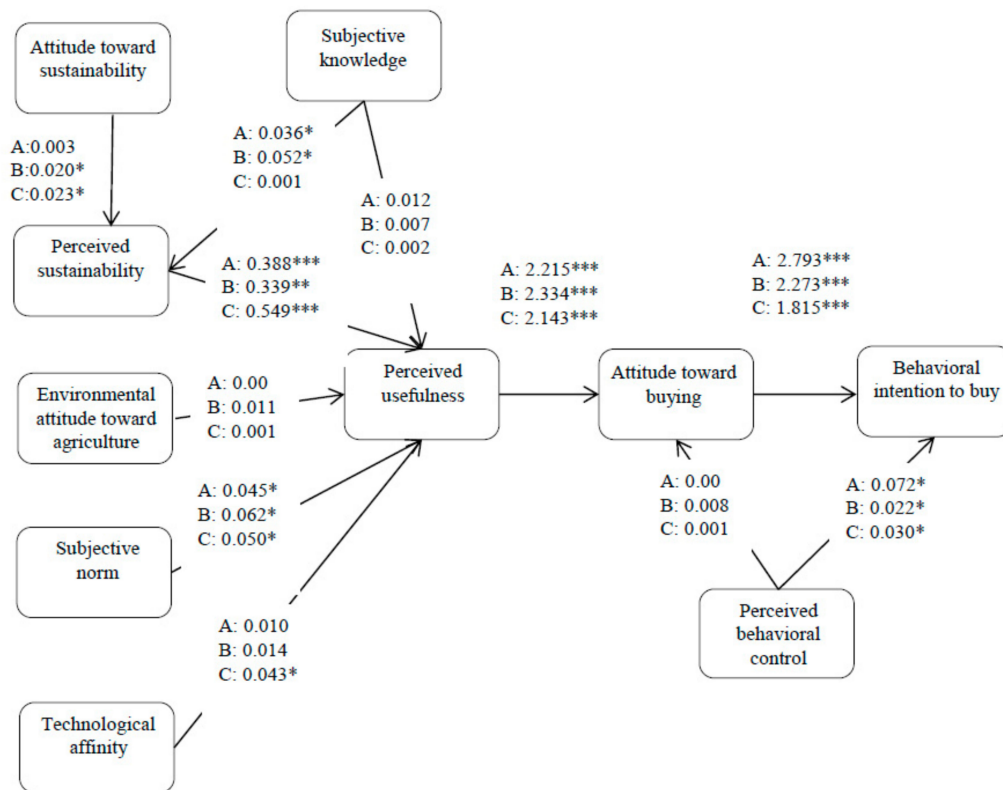 Attitude toward
sustainability
Subjective
knowledge
A:0.003
B:0.020*
C:0.023*
A: 0.036*
B: 0.052*
C: 0.001
A: 0.012
B: 0.007
C: 0.002
Perceived
sustainability
A: 0.388***
B: 0.339**
C: 0.549***
A: 2.215***
B: 2.334***
C: 2.143***
A: 2.793***
B: 2.273***
C: 1.815***
Environmental
attitude toward
agriculture
A: 0.00
B: 0.011
C: 0.001
Perceived
usefulness
Attitude toward
buying
Behavioral
intention to buy
A: 0.045*
B: 0.062*
C: 0.050*
A: 0.00
B: 0.008
C: 0.001
A: 0.072*
B: 0.022*
C: 0.030*
Subjective
norm
Perceived
behavioral
control
A: 0.010
B: 0.014
C: 0.043*
Technological
affinity